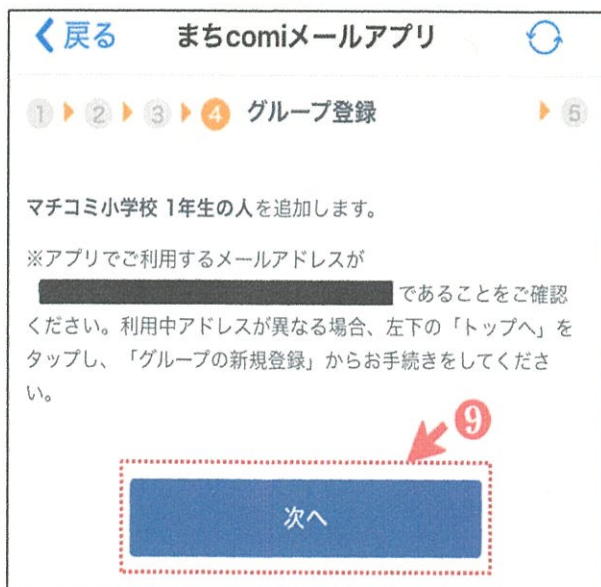 戻る まちcomiメールアプリ
1 2 3 4 グループ登録 5
マチコミ小学校 1年生の人を追加します。
※アプリでご利用するメールアドレスが
であることをご確認
ください。利用中アドレスが異なる場合、左下の「トップへ」を
タップし、「グループの新規登録」からお手続きをしてくださ
い。
9
次へ